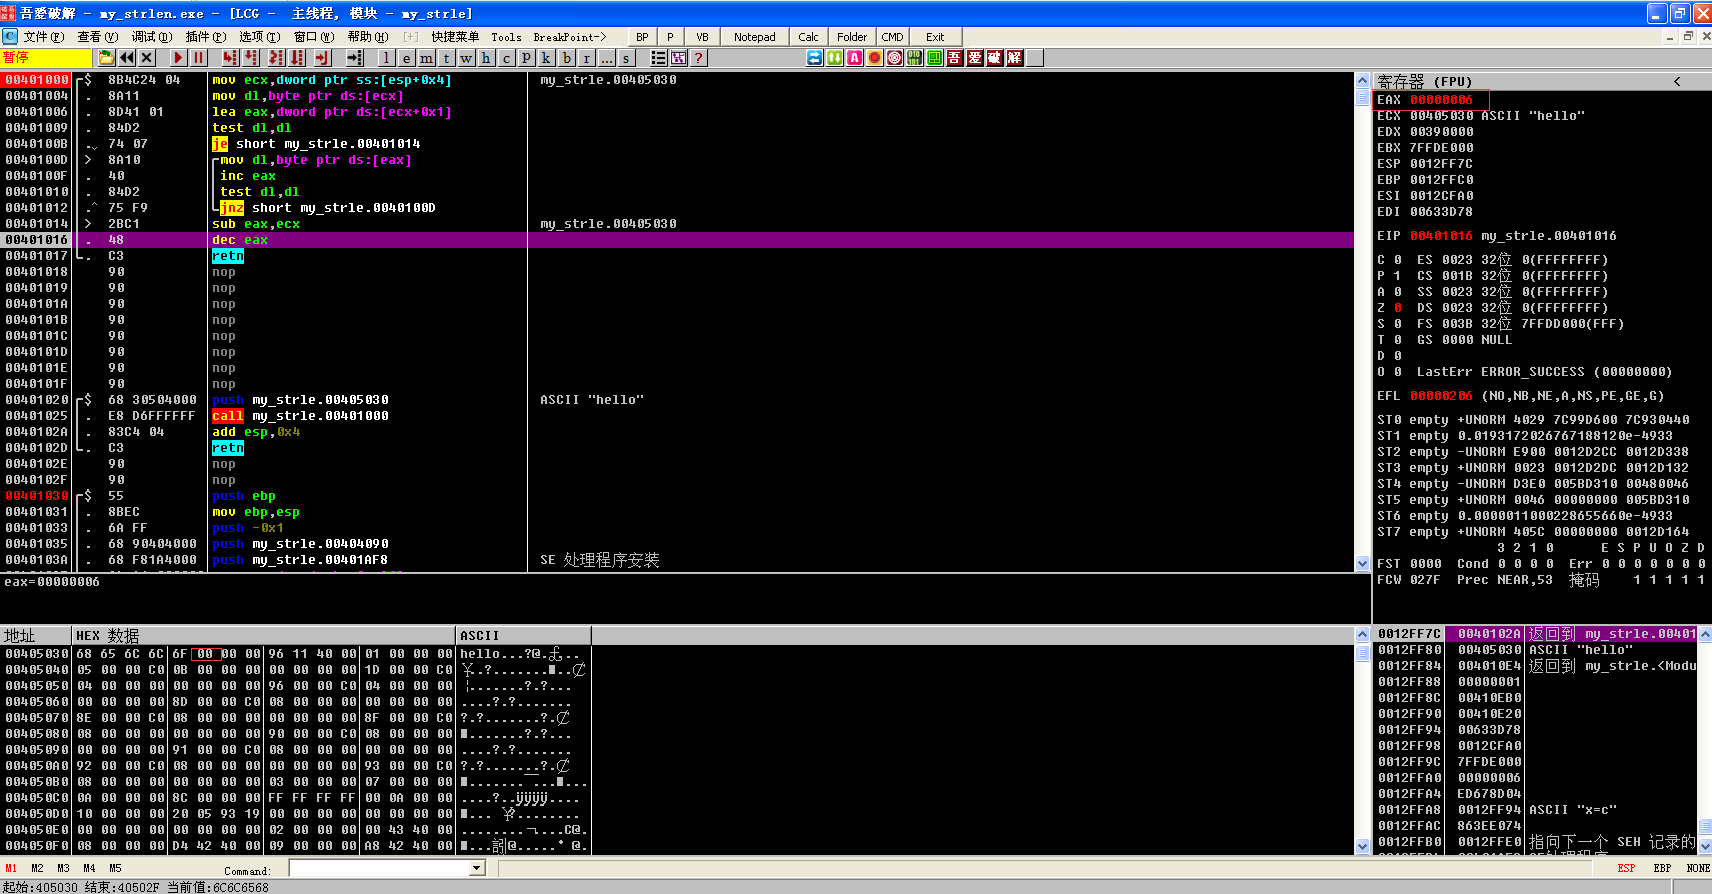 吾爱破解 - my_strlen.exe - [LCG - 主线程, 模块 - my_strle]
文件(F) 查看(V) 调试(D) 插件(P) 选项(T) 窗口(W) 帮助(H) [+] 快捷菜单 Tools BreakPoint-> BP P VB Notepad Calc Folder CMD Exit
暂停 l e m t w h c P k b r ... s ? 吾 爱 破 解
00401000 $ 8B4C24 04 mov ecx,dword ptr ss:[esp+0x4] my_strle.00405030
00401004 . 8A11 mov dl,byte ptr ds:[ecx]
00401006 . 8D41 01 lea eax,dword ptr ds:[ecx+0x1]
00401009 . 84D2 test dl,dl
0040100B . 74 07 je short my_strle.00401014
0040100D > 8A10 mov dl,byte ptr ds:[eax]
0040100F . 40 inc eax
00401010 . 84D2 test dl,dl
00401012 .^ 75 F9 jnz short my_strle.0040100D
00401014 > 2BC1 sub eax,ecx my_strle.00405030
00401016 . 48 dec eax
00401017 . C3 retn
00401018 90 nop
00401019 90 nop
0040101A 90 nop
0040101B 90 nop
0040101C 90 nop
0040101D 90 nop
0040101E 90 nop
0040101F 90 nop
00401020 $ 68 30504000 push my_strle.00405030 ASCII "hello"
00401025 . E8 D6FFFFFF call my_strle.00401000
0040102A . 83C4 04 add esp,0x4
0040102D . C3 retn
0040102E 90 nop
0040102F 90 nop
00401030 $ 55 push ebp
00401031 . 8BEC mov ebp,esp
00401033 . 6A FF push -0x1
00401035 . 68 90404000 push my_strle.00404090
0040103A . 68 F81A4000 push my_strle.00401AF8 SE 处理程序安装
eax=00000006
寄存器 (FPU) <
EAX 00000006
ECX 00405030 ASCII "hello"
EDX 00390000
EBX 7FFDE000
ESP 0012FF7C
EBP 0012FFC0
ESI 0012CFA0
EDI 00633D78
EIP 00401016 my_strle.00401016
C 0 ES 0023 32位 0(FFFFFFFF)
P 1 CS 001B 32位 0(FFFFFFFF)
A 0 SS 0023 32位 0(FFFFFFFF)
Z 0 DS 0023 32位 0(FFFFFFFF)
S 0 FS 003B 32位 7FFDD000(FFF)
T 0 GS 0000 NULL
D 0
O 0 LastErr ERROR_SUCCESS (00000000)
EFL 00000206 (NO,NB,NE,A,NS,PE,GE,G)
ST0 empty +UNORM 4029 7C99D600 7C930440
ST1 empty 0.0193172026767188120e-4933
ST2 empty -UNORM E900 0012D2CC 0012D338
ST3 empty +UNORM 0023 0012D2DC 0012D132
ST4 empty -UNORM D3E0 005BD310 00480046
ST5 empty +UNORM 0046 00000000 005BD310
ST6 empty 0.0000011000228655660e-4933
ST7 empty +UNORM 405C 00000000 0012D164
3 2 1 0 E S P U O Z D
FST 0000 Cond 0 0 0 0 Err 0 0 0 0 0 0 0
FCW 027F Prec NEAR,53 掩码 1 1 1 1 1
地址 HEX 数据 ASCII
00405030 68 65 6C 6C 6F 00 00 00 96 11 40 00 01 00 00 00 hello...?@.
00405040 05 00 00 C0 0B 00 00 00 00 00 00 00 1D 00 00 C0
00405050 04 00 00 00 00 00 00 00 96 00 00 C0 04 00 00 00
00405060 00 00 00 00 8D 00 00 C0 08 00 00 00 00 00 00 00 ....?.?.......
00405070 8E 00 00 C0 08 00 00 00 00 00 00 00 8F 00 00 C0
00405080 08 00 00 00 00 00 00 00 90 00 00 C0 08 00 00 00
00405090 00 00 00 00 91 00 00 C0 08 00 00 00 00 00 00 00 ....?.?.......
004050A0 92 00 00 C0 08 00 00 00 00 00 00 00 93 00 00 C0
004050B0 08 00 00 00 00 00 00 00 03 00 00 00 07 00 00 00
004050C0 0A 00 00 00 8C 00 00 00 FF FF FF FF 00 0A 00 00 ....?..ÿÿÿÿ....
004050D0 10 00 00 00 20 05 93 19 00 00 00 00 00 00 00 00
004050E0 00 00 00 00 00 00 00 00 02 00 00 00 00 43 40 00
004050F0 08 00 00 00 D4 42 40 00 09 00 00 00 A8 42 40 00
0012FF7C 0040102A 返回到 my_strle.00401
0012FF80 00405030 ASCII "hello"
0012FF84 004010E4 返回到 my_strle.<Modu
0012FF88 00000001
0012FF8C 00410EB0
0012FF90 00410E20
0012FF94 00633D78
0012FF98 0012CFA0
0012FF9C 7FFDE000
0012FFA0 00000006
0012FFA4 ED678D04
0012FFA8 0012FF94 ASCII "x=c"
0012FFAC 863EE074
0012FFB0 0012FFE0 指向下一个 SEH 记录的
M1 M2 M3 M4 M5 Command: ESP EBP NONE
起始:405030 结束:40502F 当前值:6C6C6568